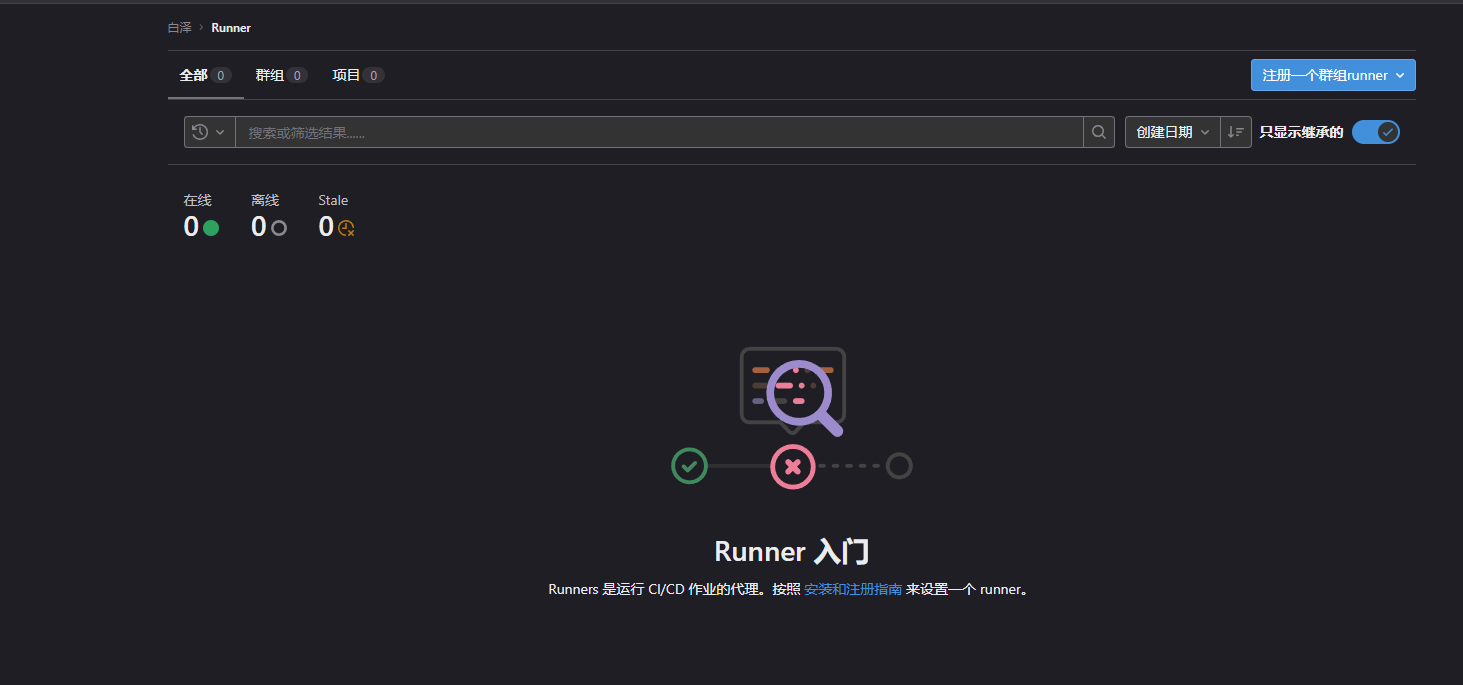 白泽 › Runner
全部 0 群组 0 项目 0 注册一个群组runner
搜索或筛选结果...... 创建日期 只显示继承的
在线 离线 Stale
0 0 0
Runner 入门
Runners 是运行 CI/CD 作业的代理。按照 安装和注册指南 来设置一个 runner。